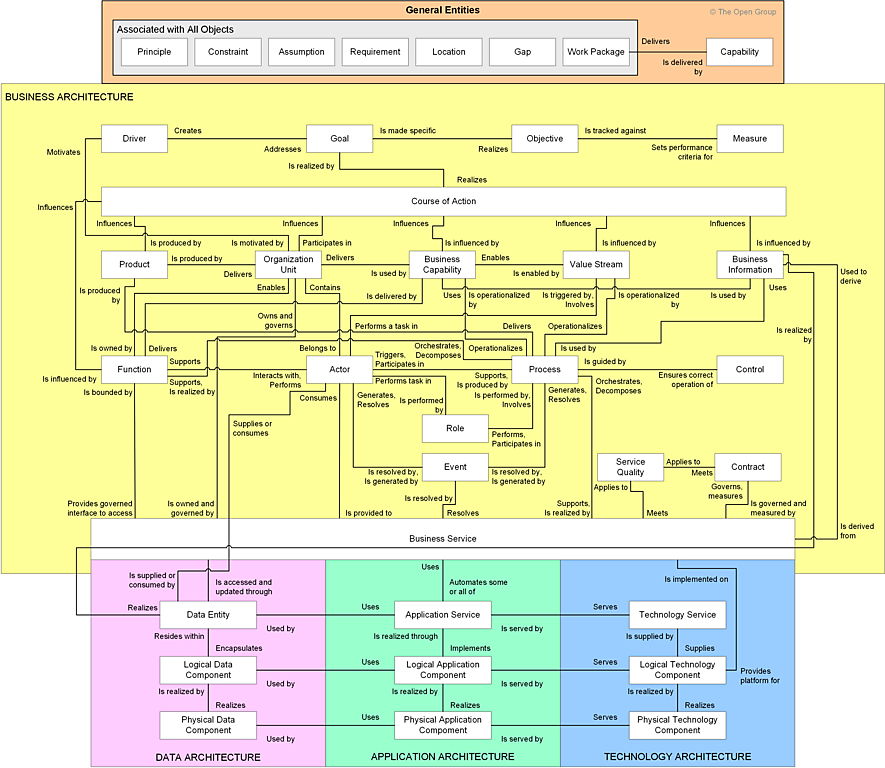 General Entities
© The Open Group
Associated with All Objects
Principle
Constraint
Assumption
Requirement
Location
Gap
Work Package
Delivers
Is delivered
by
Capability
BUSINESS ARCHITECTURE
Driver
Creates
Goal
Is made specific
Objective
Is tracked against
Measure
Motivates
Addresses
Realizes
Sets performance
criteria for
Is realized by
Realizes
Course of Action
Influences
Influences
Influences
Influences
Influences
Influences
Is produced by
Is motivated by
Participates in
Is influenced by
Is influenced by
Is influenced by
Product
Is produced by
Organization
Unit
Delivers
Business
Capability
Enables
Value Stream
Business
Information
Delivers
Is used by
Is enabled by
Used to
derive
Is produced
by
Enables
Contains
Is delivered by
Uses
Is operationalized
by
Is triggered by,
Involves
Is operationalized
by
Is used by
Uses
Owns and
governs
Performs a task in
Delivers
Operationalizes
Is realized
by
Is owned by
Delivers
Belongs to
Orchestrates,
Decomposes
Operationalizes
Is used by
Function
Supports
Actor
Triggers,
Participates in
Process
Is guided by
Control
Is influenced by
Supports,
Is realized by
Interacts with,
Performs
Performs task in
Supports,
Is produced by
Orchestrates,
Decomposes
Ensures correct
operation of
Is bounded by
Consumes
Generates,
Resolves
Is performed
by
Is performed by,
Involves
Generates,
Resolves
Supplies or
consumes
Role
Performs,
Participates in
Event
Is resolved by,
Is generated by
Is resolved by,
Is generated by
Service
Quality
Applies to
Meets
Contract
Applies to
Governs,
measures
Is resolved by
Provides governed
interface to access
Is owned and
governed by
Is provided to
Resolves
Supports,
Is realized by
Meets
Is governed and
measured by
Is derived
from
Business Service
Is supplied or
consumed by
Is accessed and
updated through
Uses
Automates some
or all of
Is implemented on
Realizes
Data Entity
Used by
Uses
Application Service
Is served by
Serves
Technology Service
Resides within
Encapsulates
Is realized through
Implements
Is supplied by
Supplies
Logical Data
Component
Used by
Uses
Logical Application
Component
Is served by
Serves
Logical Technology
Component
Provides
platform for
Is realized by
Realizes
Is realized by
Realizes
Is realized by
Realizes
Physical Data
Component
Used by
Uses
Physical Application
Compoment
Is served by
Serves
Physical Technology
Component
DATA ARCHITECTURE
APPLICATION ARCHITECTURE
TECHNOLOGY ARCHITECTURE